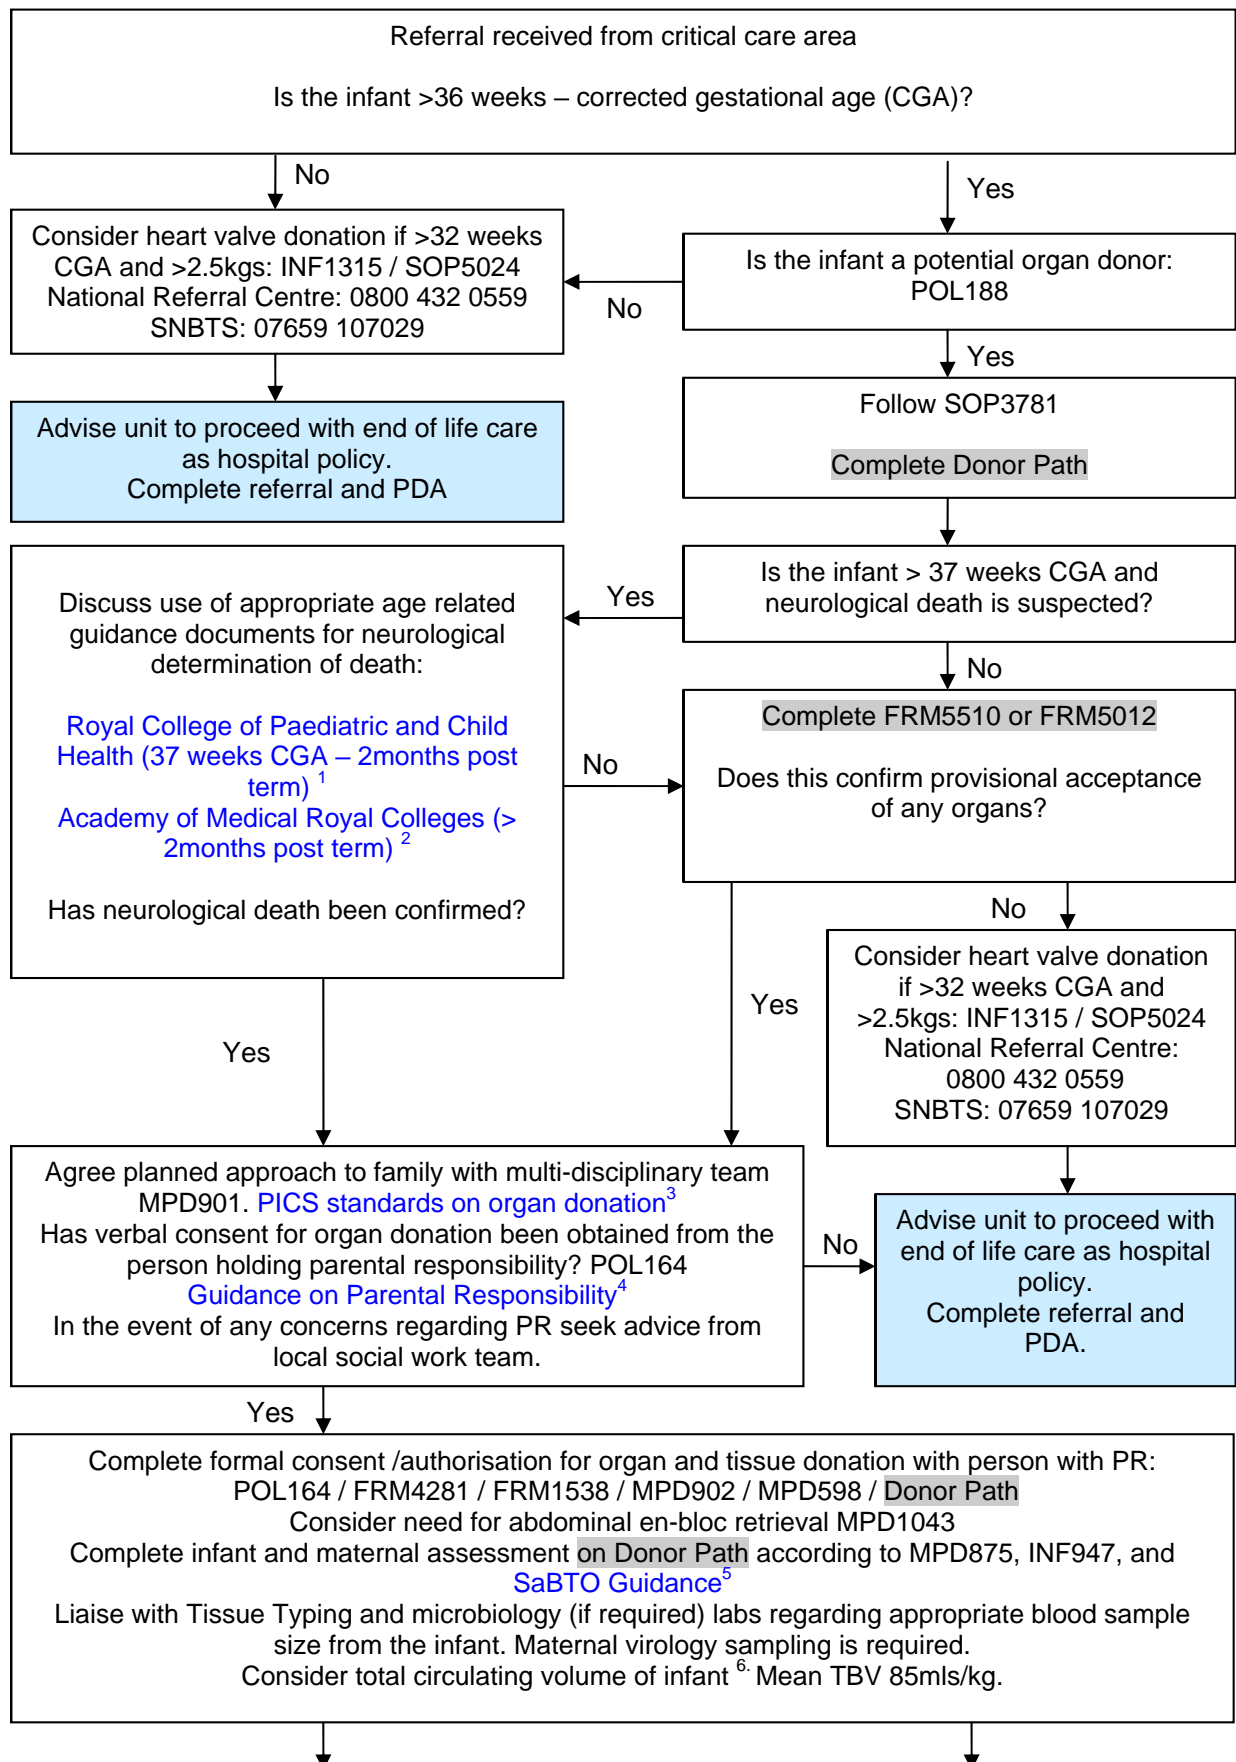 Referral received from critical care area
Is the infant >36 weeks – corrected gestational age (CGA)?
No
Yes
Consider heart valve donation if >32 weeks
CGA and >2.5kgs: INF1315 / SOP5024
National Referral Centre: 0800 432 0559
SNBTS: 07659 107029
Is the infant a potential organ donor:
POL188
No
Yes
Advise unit to proceed with end of life care
as hospital policy.
Complete referral and PDA
Follow SOP3781
Complete Donor Path
Is the infant > 37 weeks CGA and
neurological death is suspected?
Yes
No
Discuss use of appropriate age related
guidance documents for neurological
determination of death:
Royal College of Paediatric and Child
Health (37 weeks CGA – 2months post
term) 1
Academy of Medical Royal Colleges (>
2months post term) 2
Has neurological death been confirmed?
No
Complete FRM5510 or FRM5012
Does this confirm provisional acceptance
of any organs?
No
Yes
Yes
Consider heart valve donation
if >32 weeks CGA and
>2.5kgs: INF1315 / SOP5024
National Referral Centre:
0800 432 0559
SNBTS: 07659 107029
Agree planned approach to family with multi-disciplinary team
MPD901. PICS standards on organ donation3
Has verbal consent for organ donation been obtained from the
person holding parental responsibility? POL164
Guidance on Parental Responsibility4
In the event of any concerns regarding PR seek advice from
local social work team.
No
Advise unit to proceed with
end of life care as hospital
policy.
Complete referral and
PDA.
Yes
Complete formal consent /authorisation for organ and tissue donation with person with PR:
POL164 / FRM4281 / FRM1538 / MPD902 / MPD598 / Donor Path
Consider need for abdominal en-bloc retrieval MPD1043
Complete infant and maternal assessment on Donor Path according to MPD875, INF947, and
SaBTO Guidance5
Liaise with Tissue Typing and microbiology (if required) labs regarding appropriate blood sample
size from the infant. Maternal virology sampling is required.
Consider total circulating volume of infant 6. Mean TBV 85mls/kg.